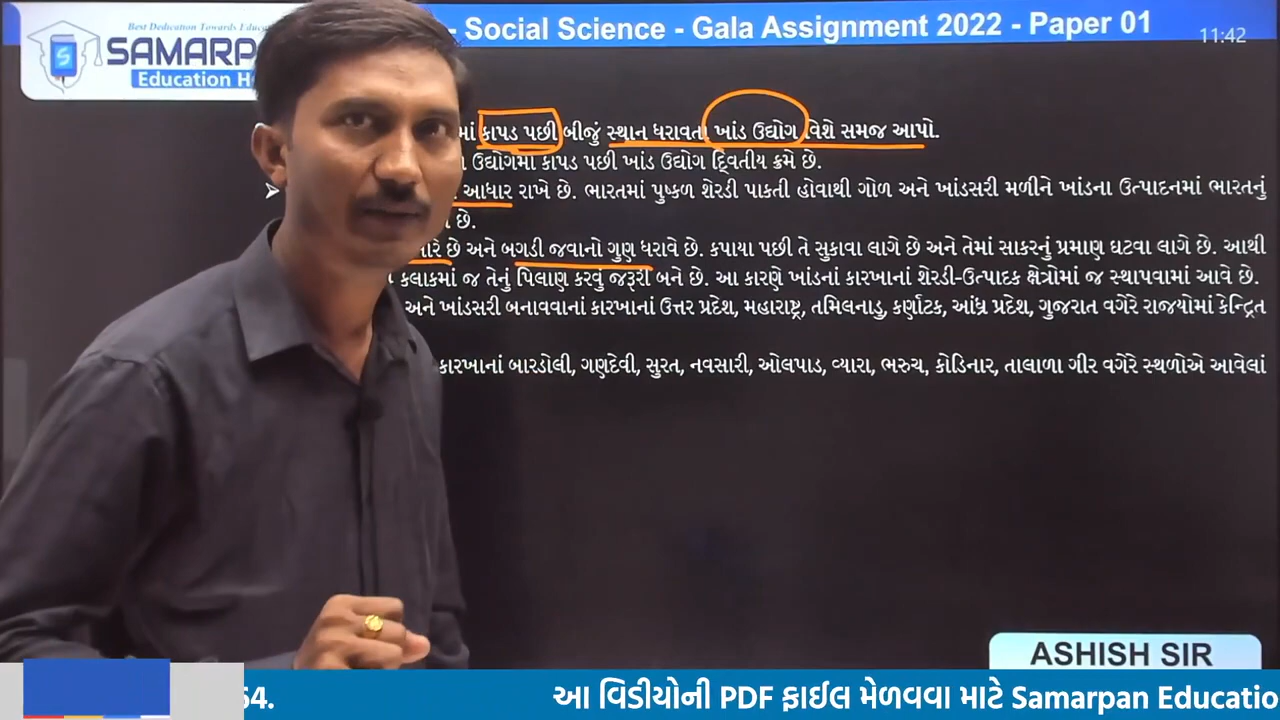 Best Dedication Towards Educa
SAMARP
Education H
- Social Science - Gala Assignment 2022 - Paper 01
11:42
માં કાપડ પછી બીજું સ્થાન ધરાવતા ખાંડ ઉદ્યોગ વિશે સમજ આપો.
ઉદ્યોગમાં કાપડ પછી ખાંડ ઉદ્યોગ દ્વિતીય ક્રમે છે.
આધાર રાખે છે. ભારતમાં પુષ્કળ શેરડી પાકતી હોવાથી ગોળ અને ખાંડસરી મળીને ખાંડના ઉત્પાદનમાં ભારતનું
છે.
છે અને બગડી જવાનો ગુણ ધરાવે છે. કપાયા પછી તે સુકાવા લાગે છે અને તેમાં સાકરનું પ્રમાણ ઘટવા લાગે છે. આથી
કલાકમાં જ તેનું પિલાણ કરવું જરૂરી બને છે. આ કારણે ખાંડનાં કારખાનાં શેરડી-ઉત્પાદક ક્ષેત્રોમાં જ સ્થાપવામાં આવે છે.
અને ખાંડસરી બનાવવાનાં કારખાનાં ઉત્તર પ્રદેશ, મહારાષ્ટ્ર, તમિલનાડુ, કર્ણાટક, આંધ્ર પ્રદેશ, ગુજરાત વગેરે રાજ્યોમાં કેન્દ્રિત
કારખાનાં બારડોલી, ગણદેવી, સુરત, નવસારી, ઓલપાડ, વ્યારા, ભરુચ, કોડિનાર, તાલાળા ગીર વગેરે સ્થળોએ આવેલાં
ASHISH SIR
64. આ વિડીયોની PDF ફાઈલ મેળવવા માટે Samarpan Educatio